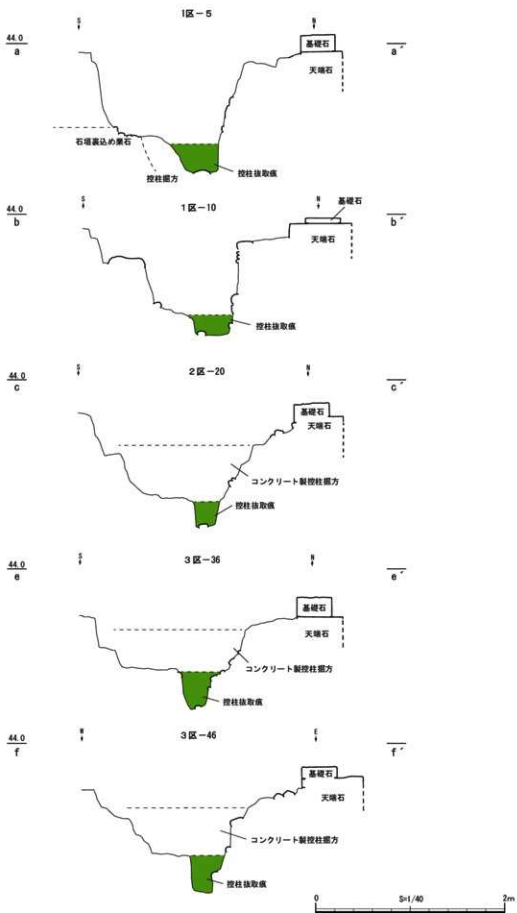 1区-5
S
N
44.0
a
a´
基礎石
天端石
石垣裏込め栗石
控柱掘方
控柱抜取痕
1区-10
S
N
44.0
b
b´
基礎石
天端石
控柱抜取痕
2区-20
S
N
44.0
c
c´
基礎石
天端石
コンクリート製控柱掘方
控柱抜取痕
3区-36
S
N
44.0
e
e´
基礎石
天端石
コンクリート製控柱掘方
控柱抜取痕
3区-46
W
E
44.0
f
f´
基礎石
天端石
コンクリート製控柱掘方
控柱抜取痕
0 S=1/40 2m